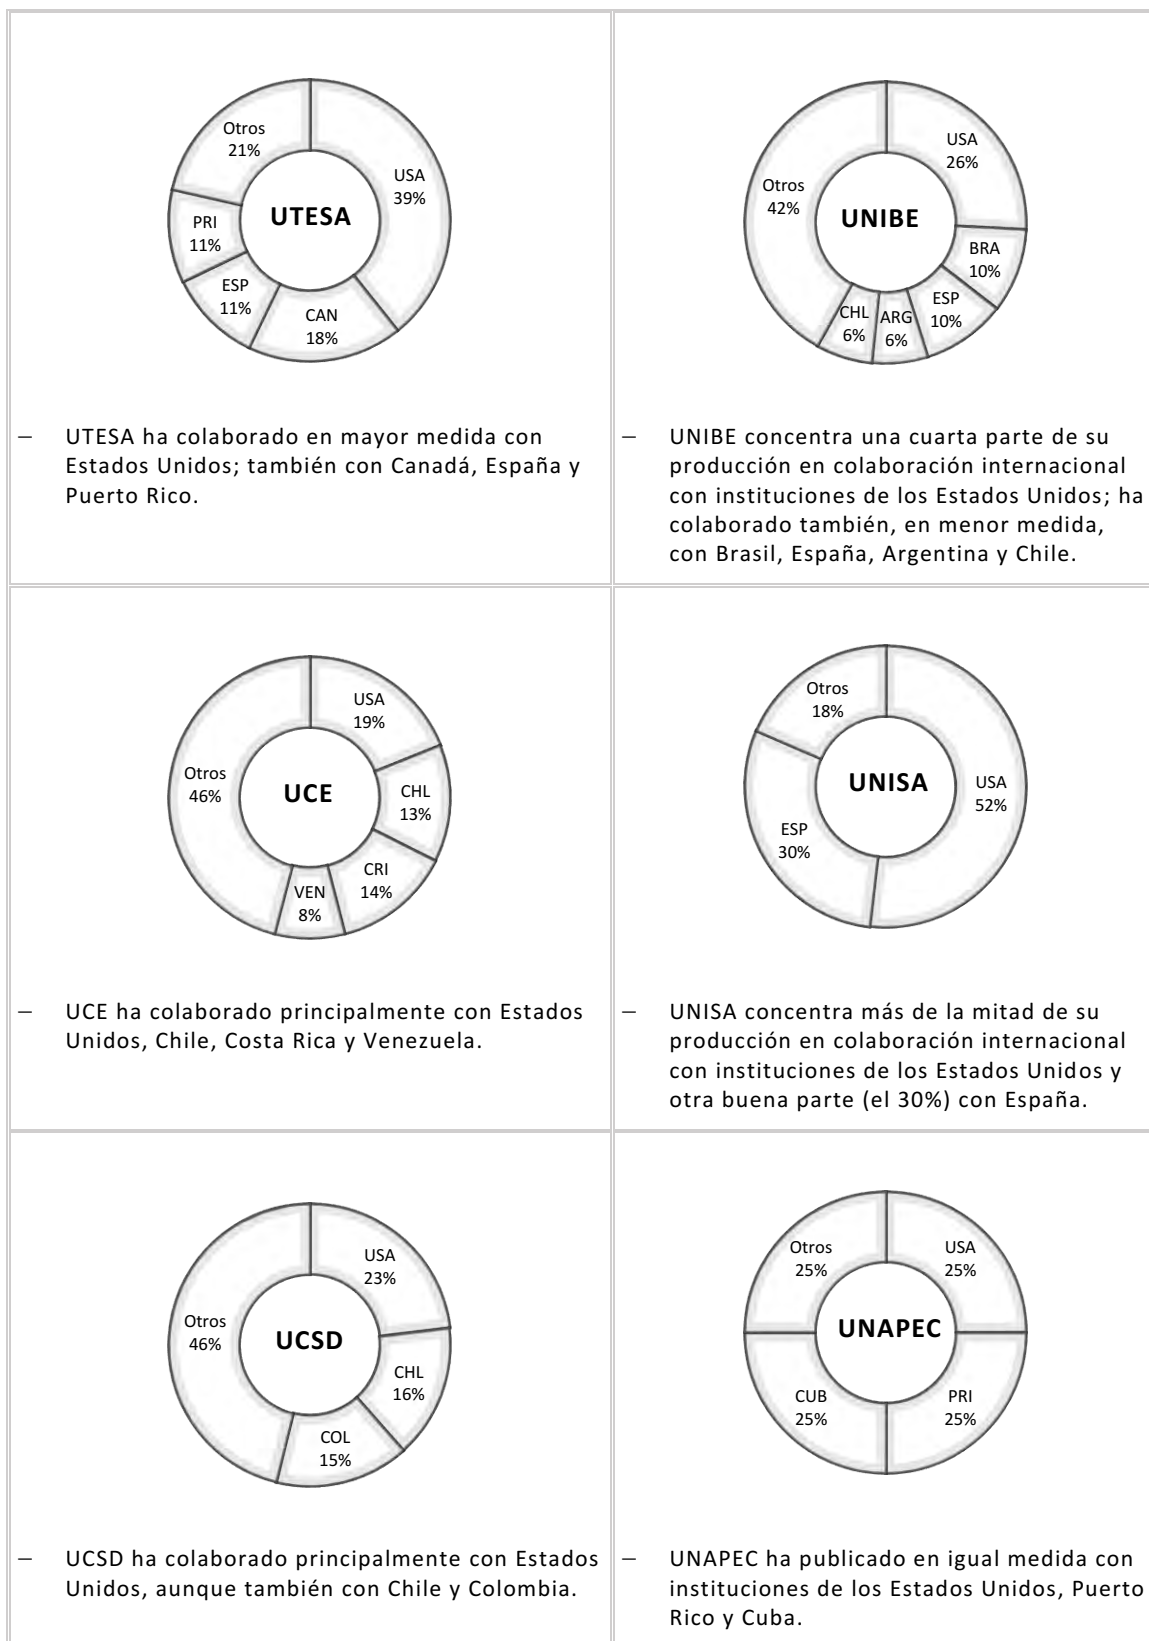 Otros
21%
USA
39%
PRI
11%
UTESA
ESP
11%
CAN
18%
– UTESA ha colaborado en mayor medida con
Estados Unidos; también con Canadá, España y
Puerto Rico.
USA
26%
Otros
42%
UNIBE
BRA
10%
ESP
10%
CHL
6%
ARG
6%
– UNIBE concentra una cuarta parte de su
producción en colaboración internacional
con instituciones de los Estados Unidos; ha
colaborado también, en menor medida,
con Brasil, España, Argentina y Chile.
USA
19%
Otros
46%
UCE
CHL
13%
CRI
14%
VEN
8%
– UCE ha colaborado principalmente con Estados
Unidos, Chile, Costa Rica y Venezuela.
Otros
18%
UNISA
USA
52%
ESP
30%
– UNISA concentra más de la mitad de su
producción en colaboración internacional
con instituciones de los Estados Unidos y
otra buena parte (el 30%) con España.
USA
23%
Otros
46%
UCSD
CHL
16%
COL
15%
– UCSD ha colaborado principalmente con Estados
Unidos, aunque también con Chile y Colombia.
Otros
25%
USA
25%
UNAPEC
CUB
25%
PRI
25%
– UNAPEC ha publicado en igual medida con
instituciones de los Estados Unidos, Puerto
Rico y Cuba.